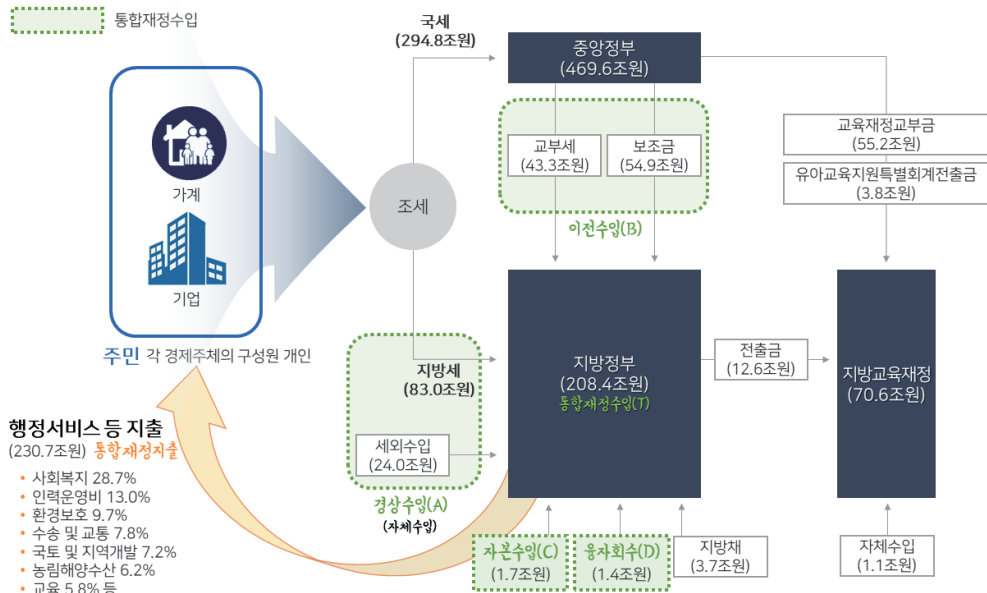 통합재정수입
국세
(294.8조원)
중앙정부
(469.6조원)
교부세
(43.3조원)
보조금
(54.9조원)
이전수입(B)
교육재정교부금
(55.2조원)
유아교육지원특별회계전출금
(3.8조원)
가계
기업
주민 각 경제주체의 구성원 개인
조세
지방세
(83.0조원)
세외수입
(24.0조원)
경상수입(A)
(자체수입)
지방정부
(208.4조원)
통합재정수입(T)
전출금
(12.6조원)
지방교육재정
(70.6조원)
행정서비스 등 지출
(230.7조원) 통합재정지출
• 사회복지 28.7%
• 인력운영비 13.0%
• 환경보호 9.7%
• 수송 및 교통 7.8%
• 국토 및 지역개발 7.2%
• 농림해양수산 6.2%
• 교육 5.8% 등
자본수입(C)
(1.7조원)
융자회수(D)
(1.4조원)
지방채
(3.7조원)
자체수입
(1.1조원)